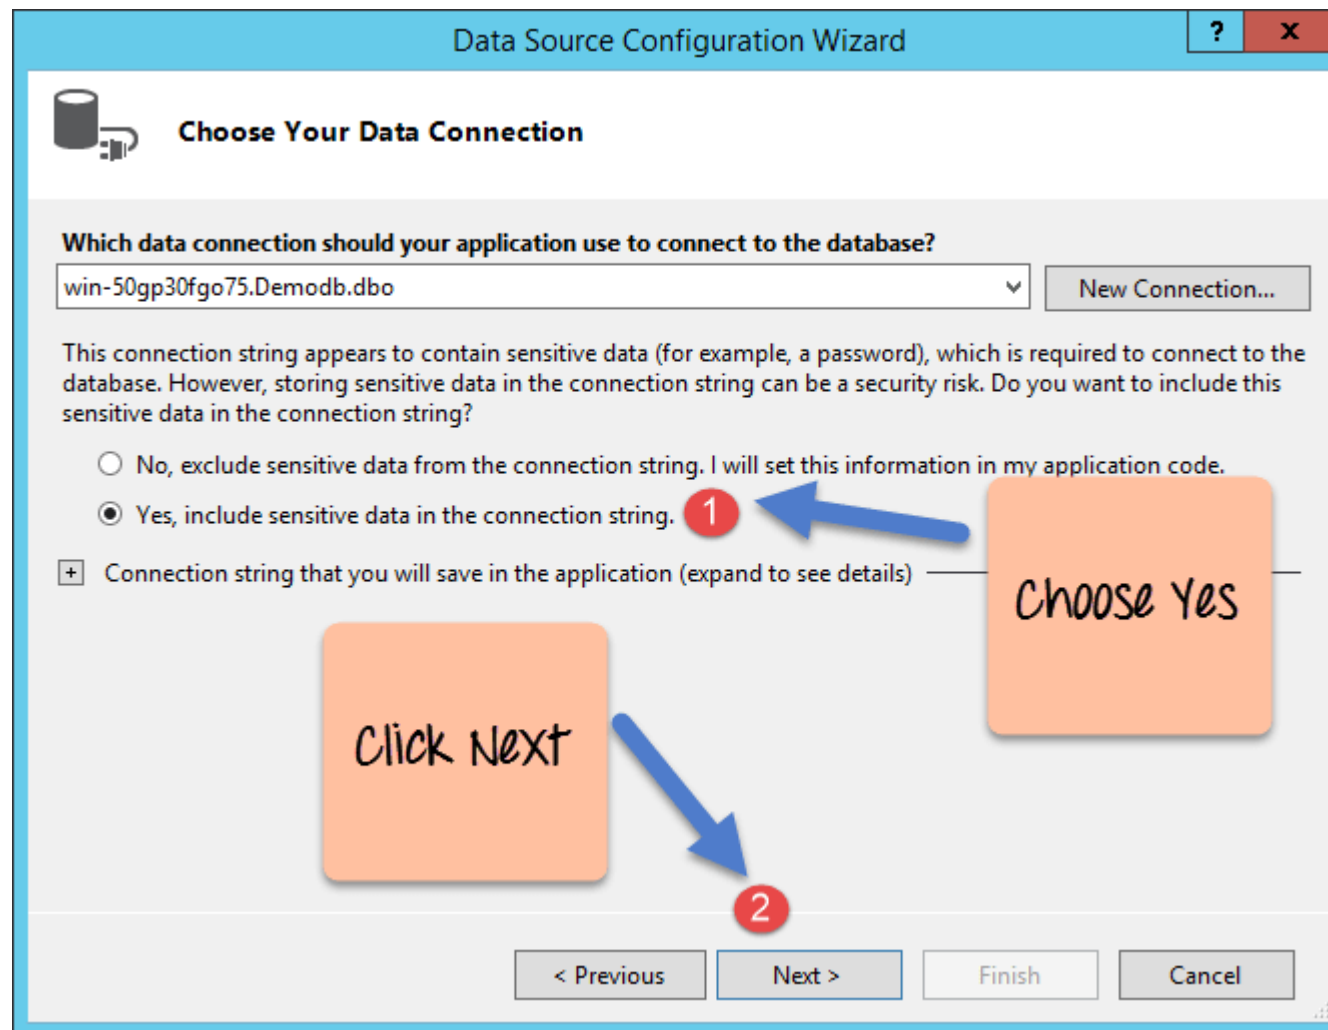 Data Source Configuration Wizard
?
x
Choose Your Data Connection
Which data connection should your application use to connect to the database?
win-50gp30fgo75.Demodb.dbo
New Connection...
This connection string appears to contain sensitive data (for example, a password), which is required to connect to the
database. However, storing sensitive data in the connection string can be a security risk. Do you want to include this
sensitive data in the connection string?
No, exclude sensitive data from the connection string. I will set this information in my application code.
Yes, include sensitive data in the connection string.
1
+ Connection string that you will save in the application (expand to see details)
Choose Yes
Click Next
2
< Previous
Next >
Finish
Cancel